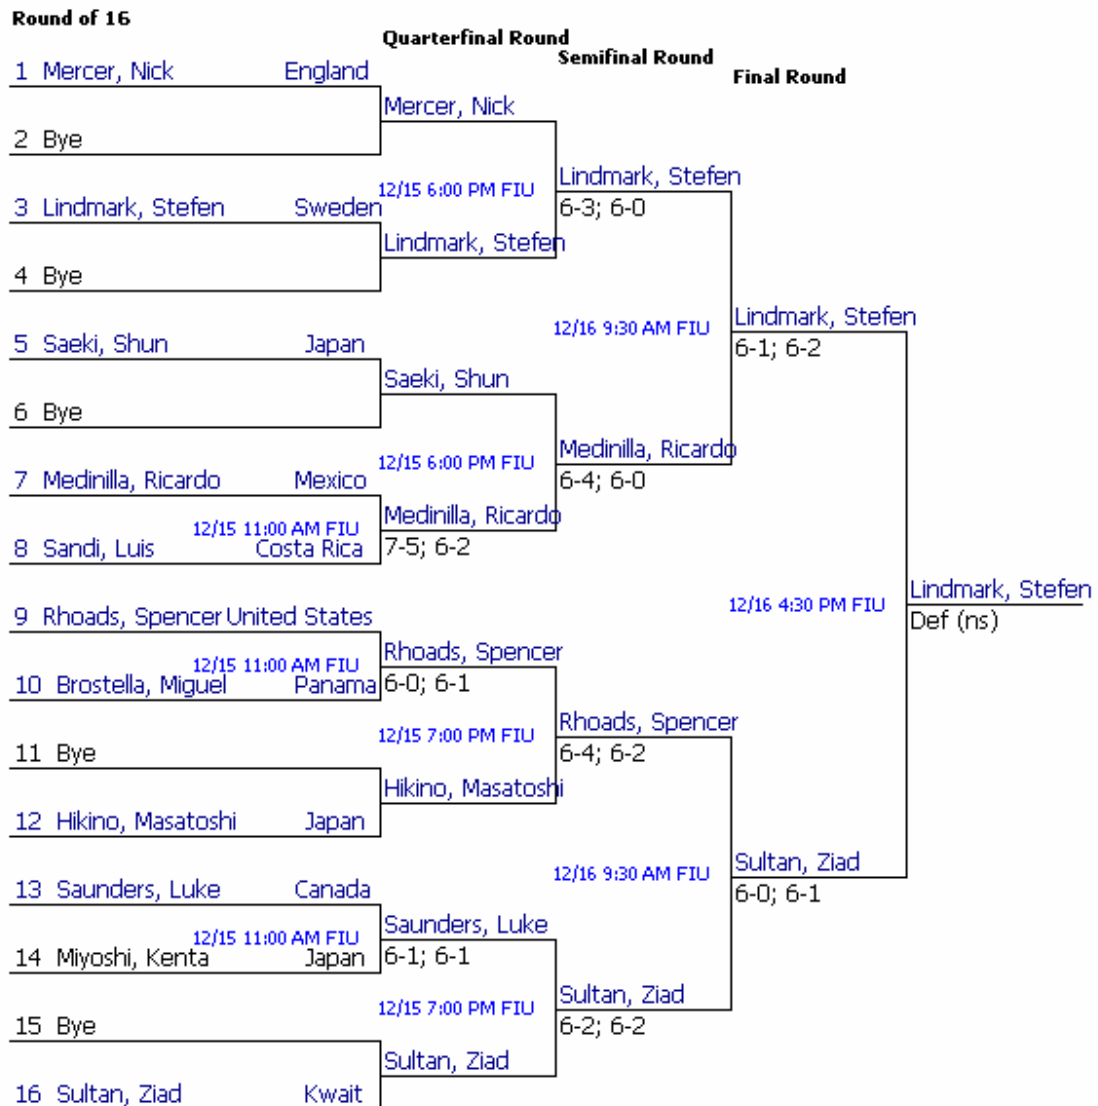 Round of 16
Quarterfinal Round
Semifinal Round
Final Round
1 Mercer, Nick England
Mercer, Nick
2 Bye
12/15 6:00 PM FIU
Lindmark, Stefen
6-3; 6-0
3 Lindmark, Stefen Sweden
Lindmark, Stefen
4 Bye
12/16 9:30 AM FIU
Lindmark, Stefen
6-1; 6-2
5 Saeki, Shun Japan
Saeki, Shun
6 Bye
12/15 6:00 PM FIU
Medinilla, Ricardo
6-4; 6-0
7 Medinilla, Ricardo Mexico
12/15 11:00 AM FIU
Medinilla, Ricardo
7-5; 6-2
8 Sandi, Luis Costa Rica
12/16 4:30 PM FIU
Lindmark, Stefen
Def (ns)
9 Rhoads, Spencer United States
12/15 11:00 AM FIU
Rhoads, Spencer
6-0; 6-1
10 Brostella, Miguel Panama
12/15 7:00 PM FIU
Rhoads, Spencer
6-4; 6-2
11 Bye
Hikino, Masatoshi
12 Hikino, Masatoshi Japan
12/16 9:30 AM FIU
Sultan, Ziad
6-0; 6-1
13 Saunders, Luke Canada
12/15 11:00 AM FIU
Saunders, Luke
6-1; 6-1
14 Miyoshi, Kenta Japan
12/15 7:00 PM FIU
Sultan, Ziad
6-2; 6-2
15 Bye
Sultan, Ziad
16 Sultan, Ziad Kwait